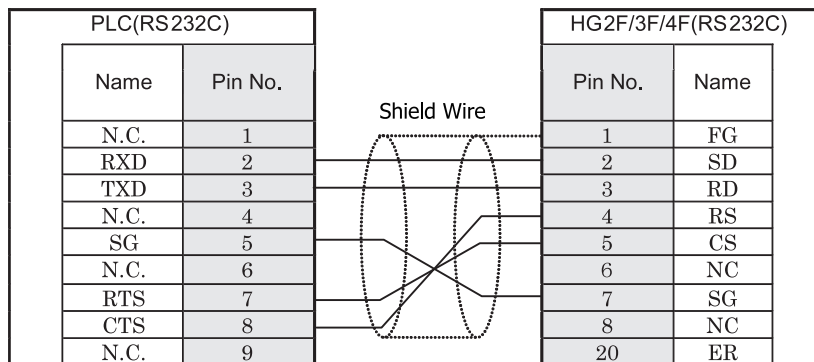 PLC(RS232C) HG2F/3F/4F(RS232C)
Name Pin No. Pin No. Name
Shield Wire
N.C. 1 1 FG
RXD 2 2 SD
TXD 3 3 RD
N.C. 4 4 RS
SG 5 5 CS
N.C. 6 6 NC
RTS 7 7 SG
CTS 8 8 NC
N.C. 9 20 ER